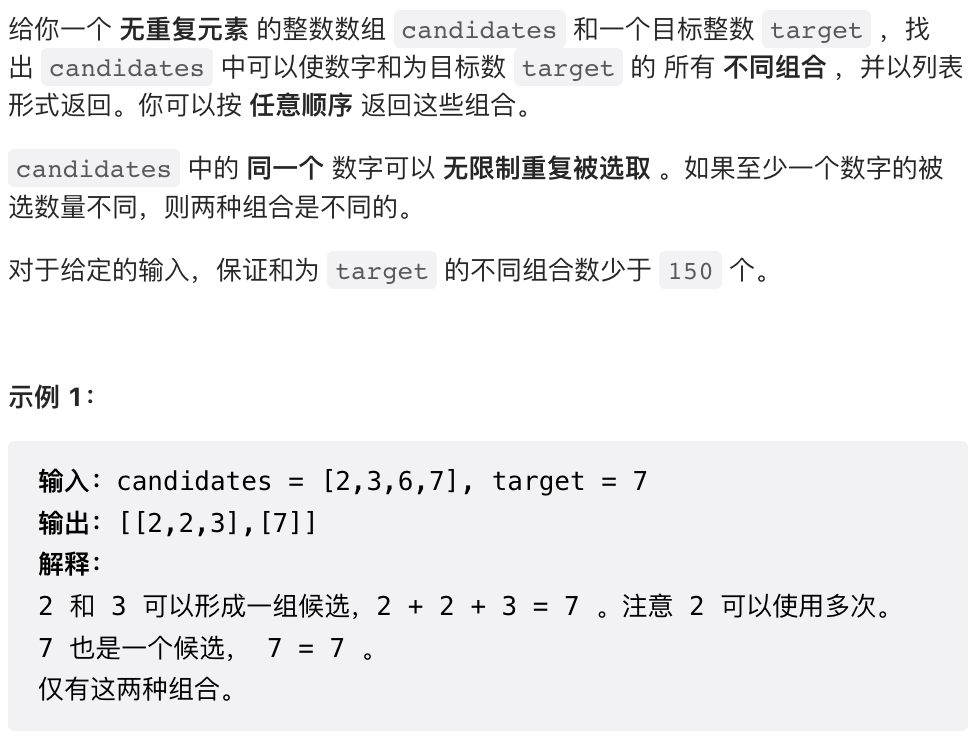 给你一个 无重复元素 的整数数组 candidates 和一个目标整数 target ，找
出 candidates 中可以使数字和为目标数 target 的 所有 不同组合 ，并以列表
形式返回。你可以按 任意顺序 返回这些组合。
candidates 中的 同一个 数字可以 无限制重复被选取 。如果至少一个数字的被
选数量不同，则两种组合是不同的。
对于给定的输入，保证和为 target 的不同组合数少于 150 个。
示例 1：
输入：candidates = [2,3,6,7], target = 7
输出：[[2,2,3],[7]]
解释：
2 和 3 可以形成一组候选，2 + 2 + 3 = 7 。注意 2 可以使用多次。
7 也是一个候选， 7 = 7 。
仅有这两种组合。